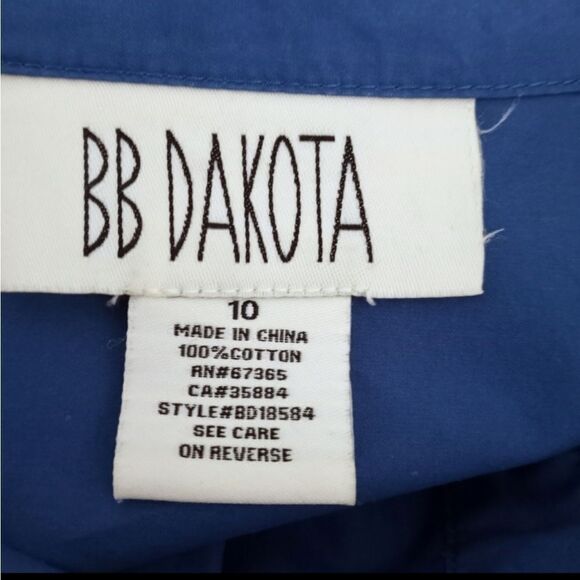 BB DAKOTA
10
MADE IN CHINA
100%COTTON
RN#67365
CA#35884
STYLE#BD18584
SEE CARE
ON REVERSE